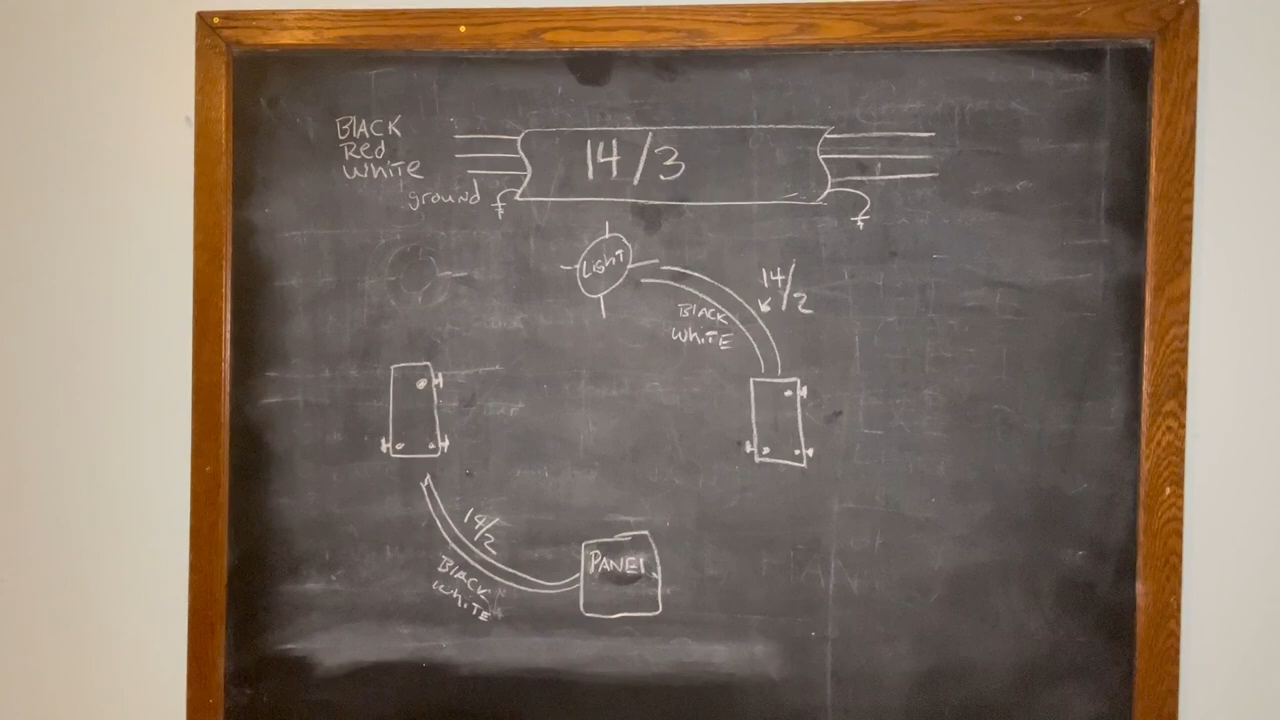 BLACK
Red
white
ground
14/3
LIGHT
14/2
BLACK
WHITE
14/2
BLACK
whiTE
PANEL